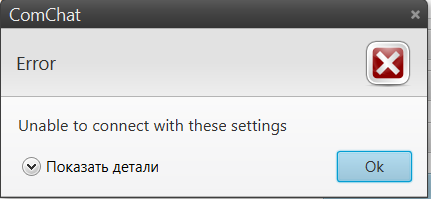 ComChat
Error
Unable to connect with these settings
Показать детали
Ok